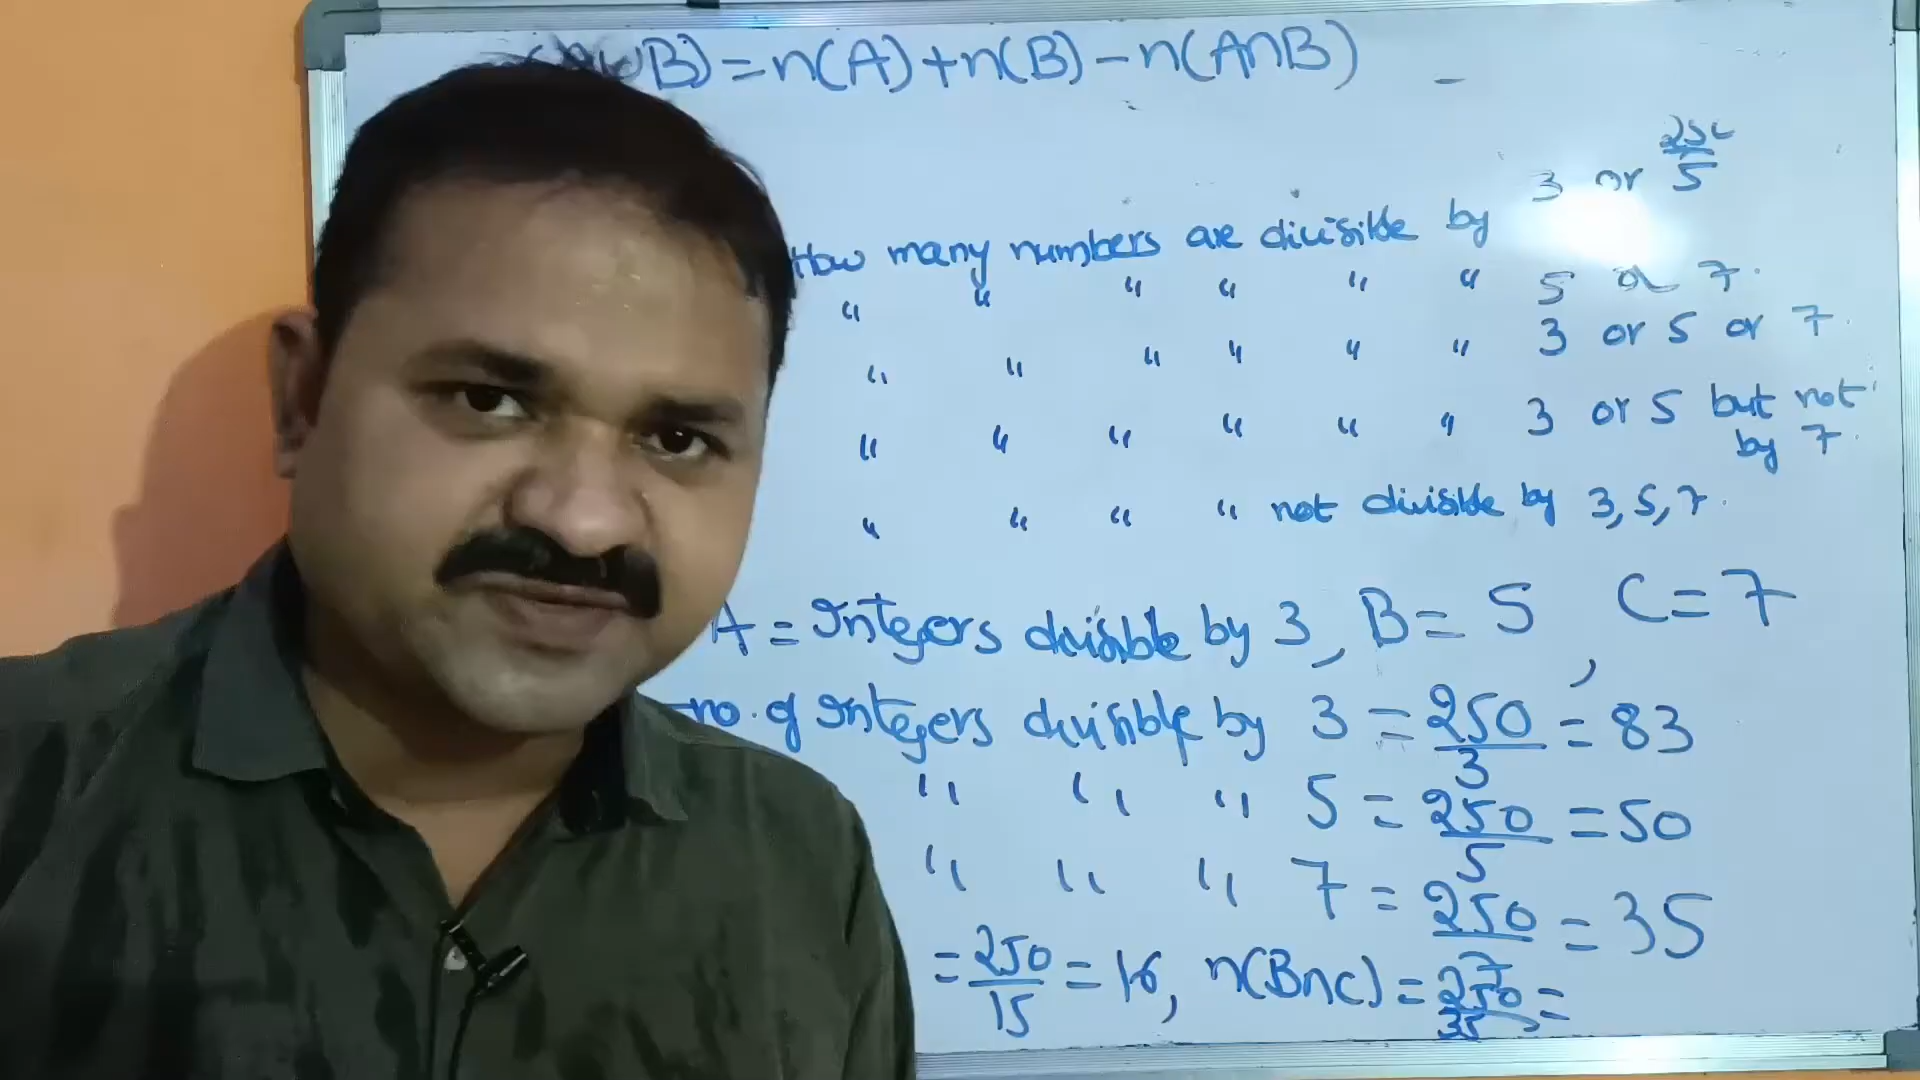 ∪B) = n(A) + n(B) - n(A∩B)
How many numbers are divisible by 3 or 5
" " " " " " 5 or 7.
" " " " " " 3 or 5 or 7.
" " " " " " 3 or 5 but not by 7.
" " " " not divisible by 3, 5, 7.
A = Integers divisible by 3, B = 5, C = 7
no. of Integers divisible by 3 = 250/3 = 83
" " " 5 = 250/5 = 50
" " " 7 = 250/7 = 35
= 250/15 = 16, n(B∩C) = 250/35 =